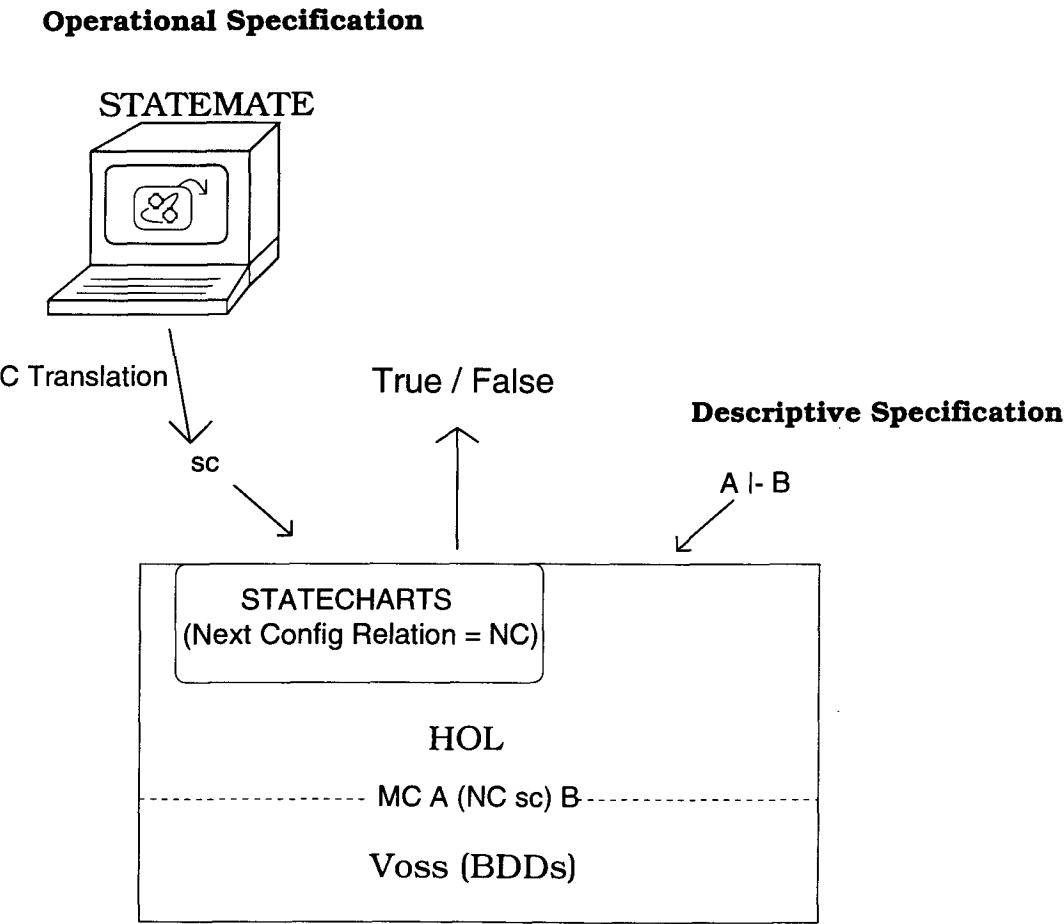 Operational Specification
STATEMATE
C Translation
True / False
Descriptive Specification
sc
A |- B
STATECHARTS
(Next Config Relation = NC)
HOL
MC A (NC sc) B
Voss (BDDs)